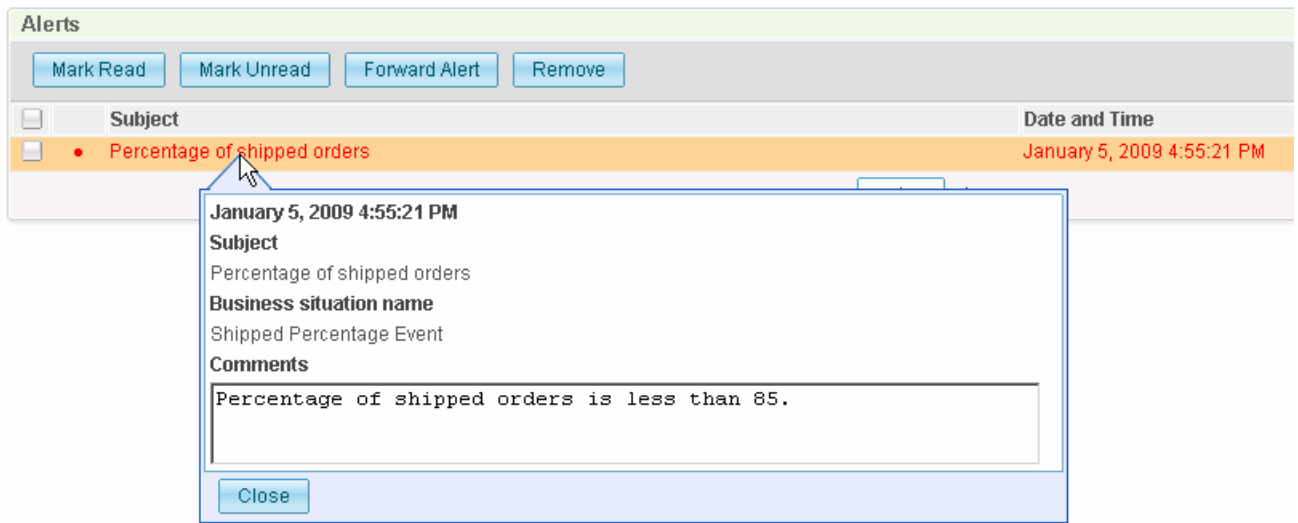 Alerts
Mark Read Mark Unread Forward Alert Remove
Subject Date and Time
Percentage of shipped orders January 5, 2009 4:55:21 PM
January 5, 2009 4:55:21 PM
Subject
Percentage of shipped orders
Business situation name
Shipped Percentage Event
Comments
Percentage of shipped orders is less than 85.
Close